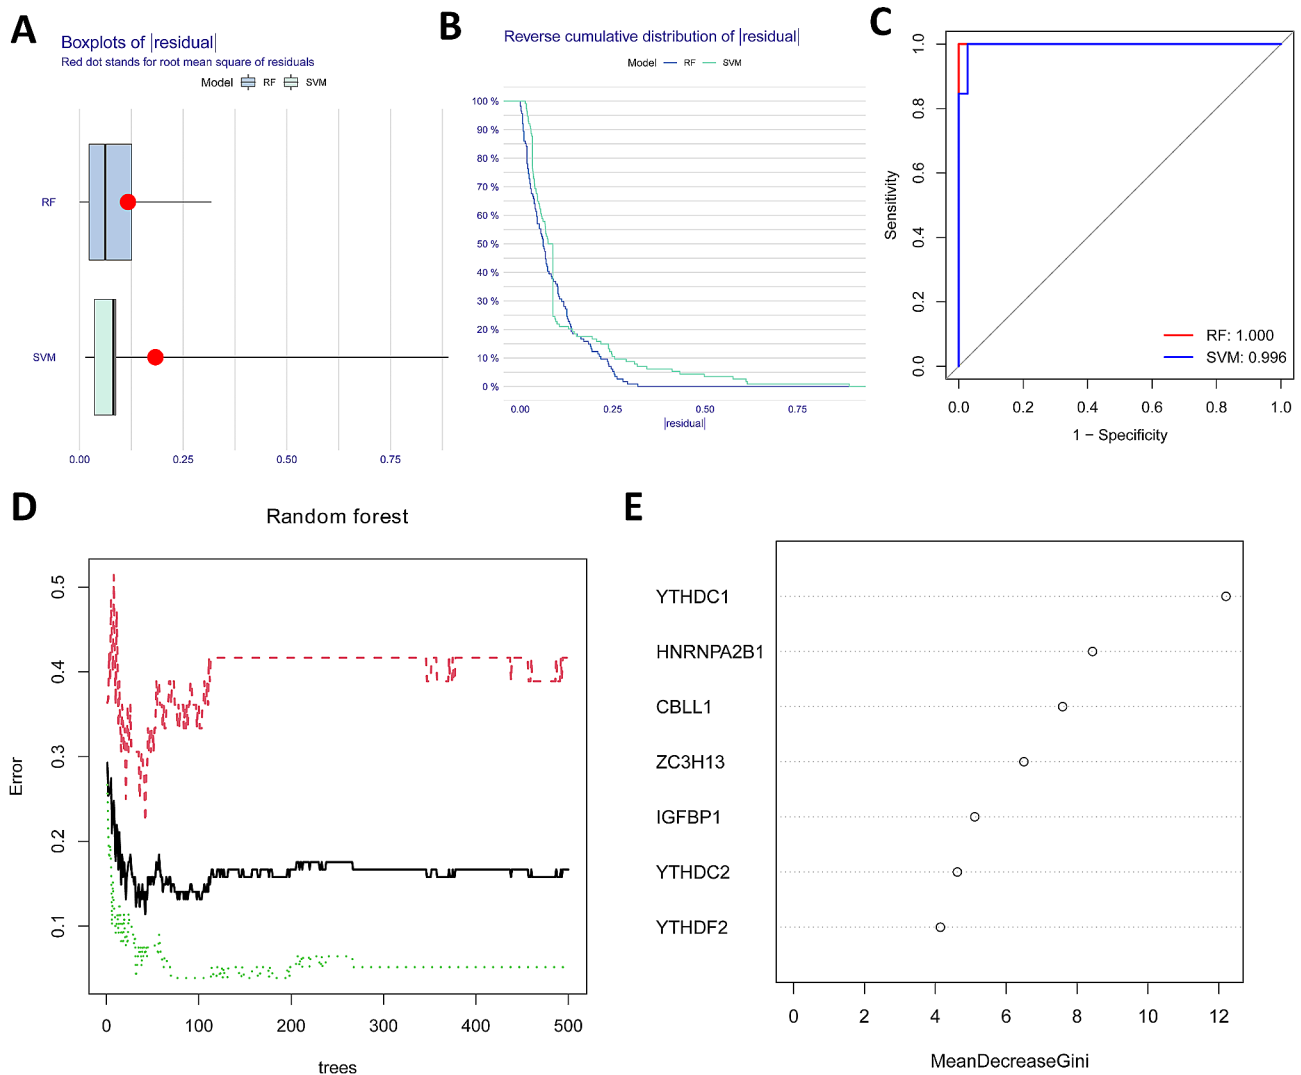 A
Boxplots of |residual|
Red dot stands for root mean square of residuals
Model RF SVM
RF
SVM
0.00 0.25 0.50 0.75
B
Reverse cumulative distribution of |residual|
Model RF SVM
100 %
90 %
80 %
70 %
60 %
50 %
40 %
30 %
20 %
10 %
0 %
0.00 0.25 0.50 0.75
|residual|
C
Sensitivity
1.0
0.8
0.6
0.4
0.2
0.0
RF: 1.000
SVM: 0.996
0.0 0.2 0.4 0.6 0.8 1.0
1 − Specificity
D
Random forest
Error
0.5
0.4
0.3
0.2
0.1
0 100 200 300 400 500
trees
E
YTHDC1
HNRNPA2B1
CBLL1
ZC3H13
IGFBP1
YTHDC2
YTHDF2
0 2 4 6 8 10 12
MeanDecreaseGini